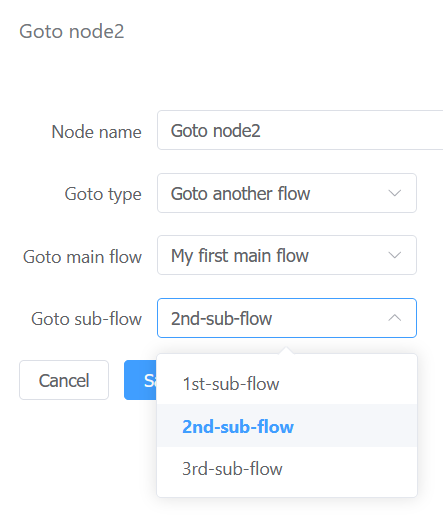 Goto node2
Node name
Goto node2
Goto type
Goto another flow
Goto main flow
My first main flow
Goto sub-flow
2nd-sub-flow
Cancel
1st-sub-flow
2nd-sub-flow
3rd-sub-flow